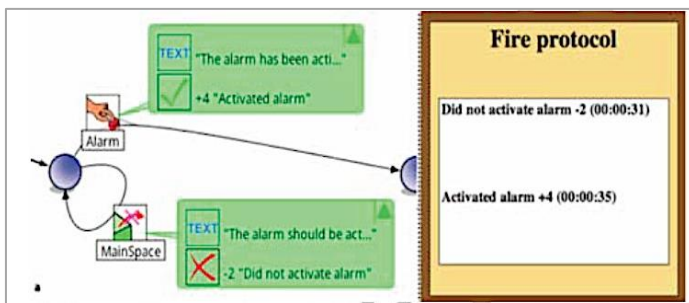 TEXT "The alarm has been acti..."
+4 "Activated alarm"
Alarm
TEXT "The alarm should be act..."
MainSpace
-2 "Did not activate alarm"
a
Fire protocol
Did not activate alarm -2 (00:00:31)
Activated alarm +4 (00:00:35)